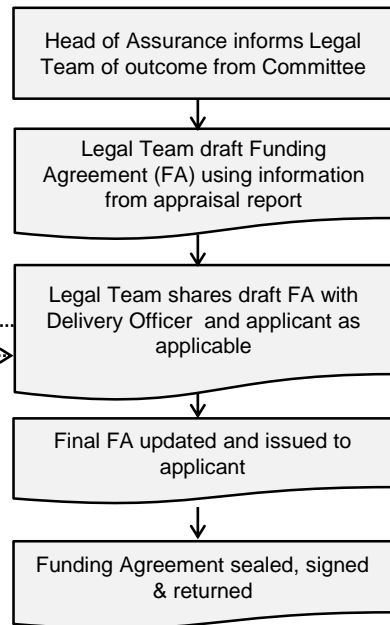 Head of Assurance informs Legal
Team of outcome from Committee
Legal Team draft Funding
Agreement (FA) using information
from appraisal report
Legal Team shares draft FA with
Delivery Officer and applicant as
applicable
Final FA updated and issued to
applicant
Funding Agreement sealed, signed
& returned